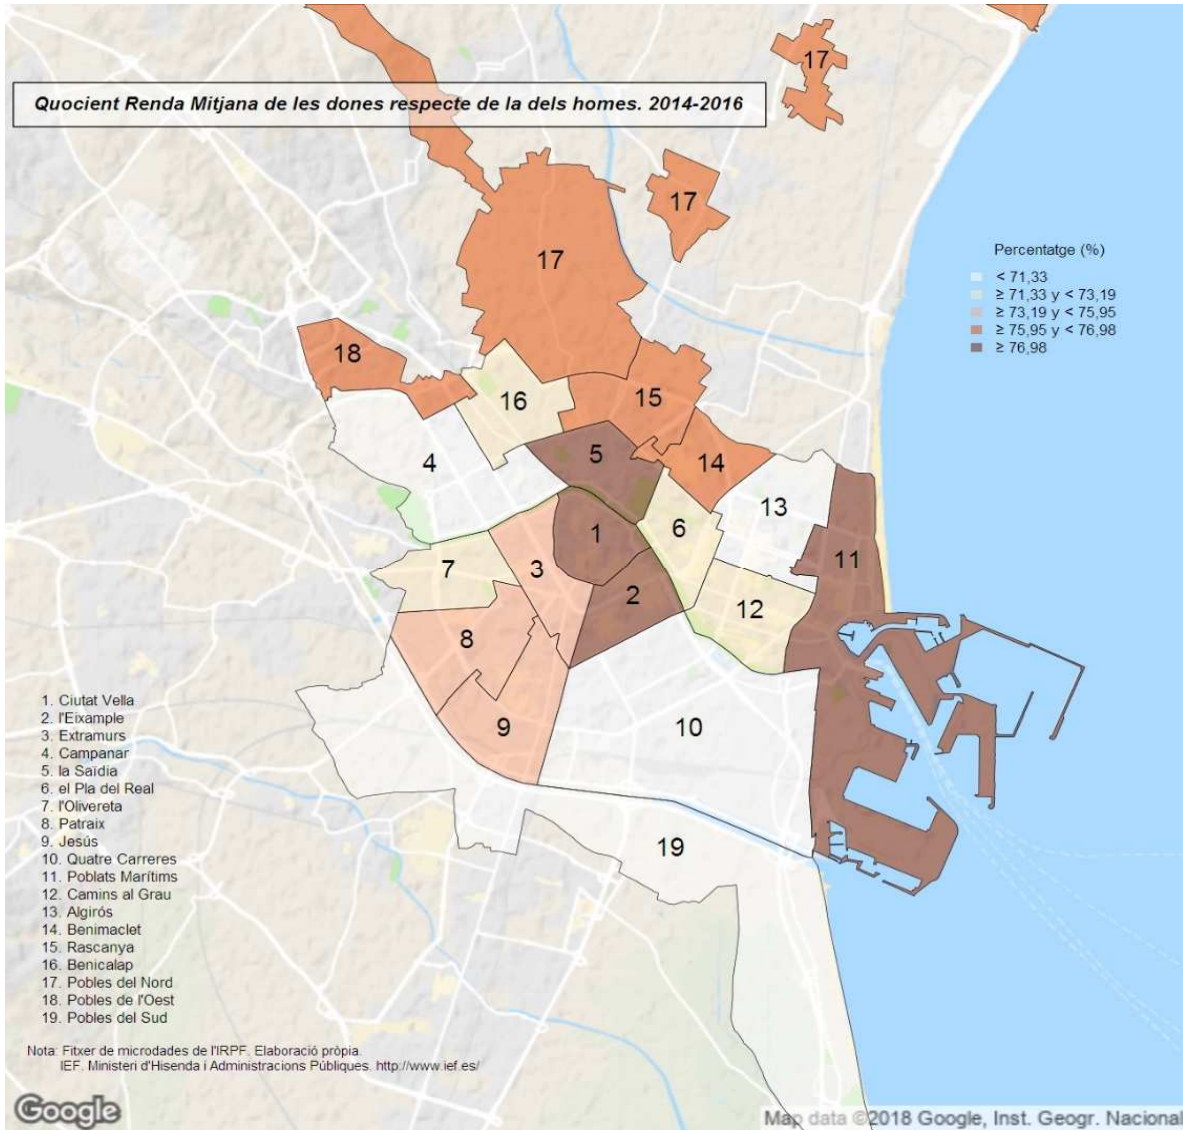 17
Quocient Renda Mitjana de les dones respecte de la dels homes. 2014-2016
17
17
Percentatge (%)
< 71,33
≥ 71,33 y < 73,19
≥ 73,19 y < 75,95
≥ 75,95 y < 76,98
≥ 76,98
18
16
15
4
5
14
13
6
1
11
7
3
2
12
8
9
10
19
1. Ciutat Vella
2. l'Eixample
3. Extramurs
4. Campanar
5. la Saïdia
6. el Pla del Real
7. l'Olivereta
8. Patraix
9. Jesús
10. Quatre Carreres
11. Poblats Marítims
12. Camins al Grau
13. Algirós
14. Benimaclet
15. Rascanya
16. Benicalap
17. Pobles del Nord
18. Pobles de l'Oest
19. Pobles del Sud
Nota: Fitxer de microdades de l'IRPF. Elaboració pròpia.
IEF. Ministeri d'Hisenda i Administracions Públiques. http://www.ief.es/
Google
Map data ©2018 Google, Inst. Geogr. Nacional